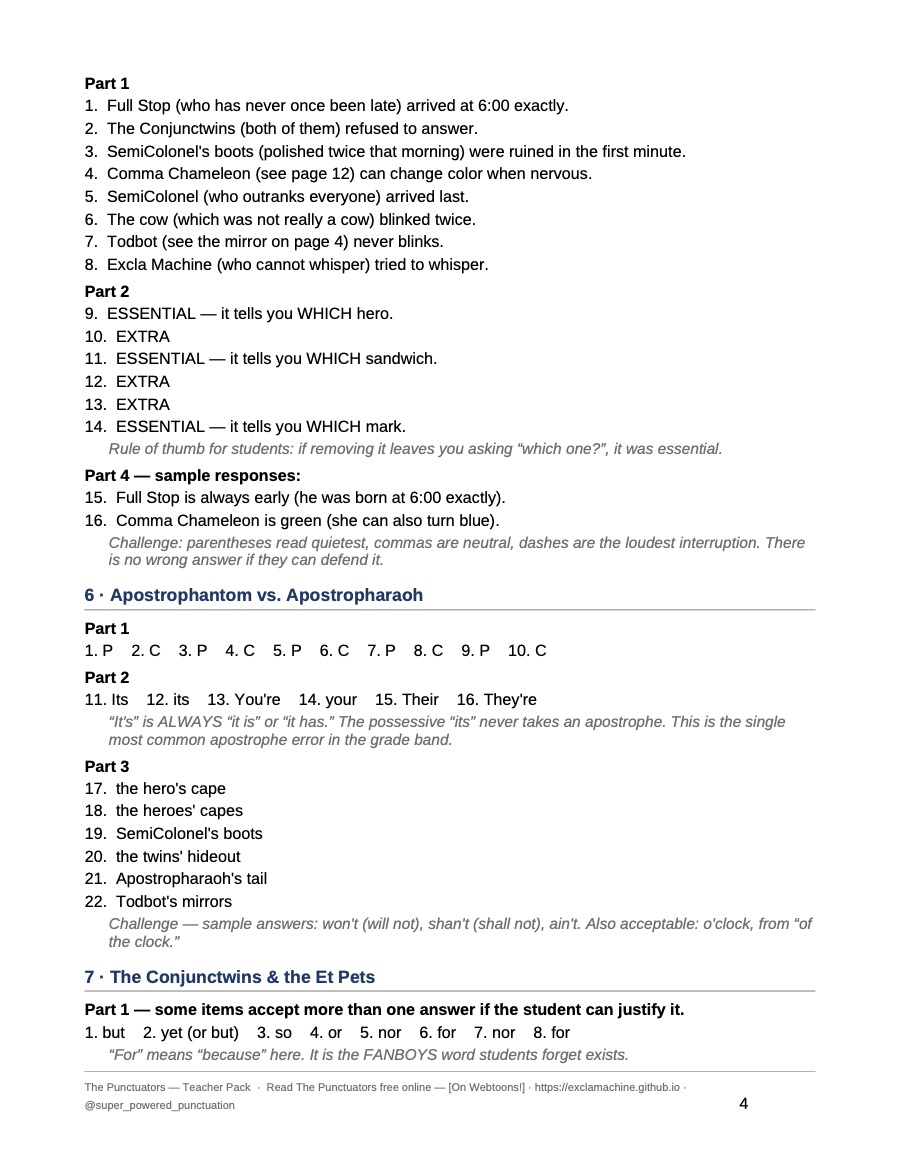 Part 1
1.  Full Stop (who has never once been late) arrived at 6:00 exactly.
2.  The Conjunctwins (both of them) refused to answer.
3.  SemiColonel's boots (polished twice that morning) were ruined in the first minute.
4.  Comma Chameleon (see page 12) can change color when nervous.
5.  SemiColonel (who outranks everyone) arrived last.
6.  The cow (which was not really a cow) blinked twice.
7.  Todbot (see the mirror on page 4) never blinks.
8.  Excla Machine (who cannot whisper) tried to whisper.
Part 2
9.  ESSENTIAL — it tells you WHICH hero.
10.  EXTRA
11.  ESSENTIAL — it tells you WHICH sandwich.
12.  EXTRA
13.  EXTRA
14.  ESSENTIAL — it tells you WHICH mark.
Rule of thumb for students: if removing it leaves you asking “which one?”, it was essential.
Part 4 — sample responses:
15.  Full Stop is always early (he was born at 6:00 exactly).
16.  Comma Chameleon is green (she can also turn blue).
Challenge: parentheses read quietest, commas are neutral, dashes are the loudest interruption. There
is no wrong answer if they can defend it.
6 · Apostrophantom vs. Apostropharaoh
Part 1
1. P    2. C    3. P    4. C    5. P    6. C    7. P    8. C    9. P    10. C
Part 2
11. Its    12. its    13. You're    14. your    15. Their    16. They're
“It's” is ALWAYS “it is” or “it has.” The possessive “its” never takes an apostrophe. This is the single
most common apostrophe error in the grade band.
Part 3
17.  the hero's cape
18.  the heroes' capes
19.  SemiColonel's boots
20.  the twins' hideout
21.  Apostropharaoh's tail
22.  Todbot's mirrors
Challenge — sample answers: won't (will not), shan't (shall not), ain't. Also acceptable: o'clock, from “of
the clock.”
7 · The Conjunctwins & the Et Pets
Part 1 — some items accept more than one answer if the student can justify it.
1. but    2. yet (or but)    3. so    4. or    5. nor    6. for    7. nor    8. for
“For” means “because” here. It is the FANBOYS word students forget exists.
The Punctuators — Teacher Pack  ·  Read The Punctuators free online — [On Webtoons!] · https://exclamachine.github.io ·
@super_powered_punctuation    4